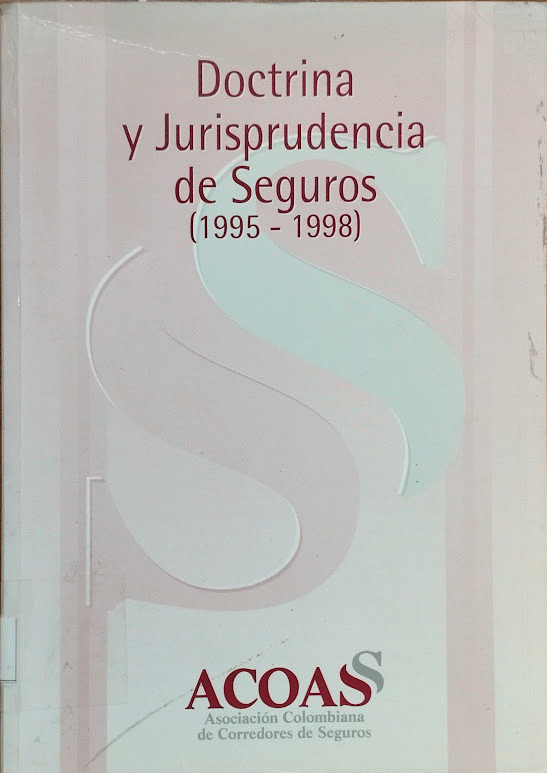 Doctrina
y Jurisprudencia
de Seguros
(1995 - 1998)
ACOAS
Asociación Colombiana
de Corredores de Seguros